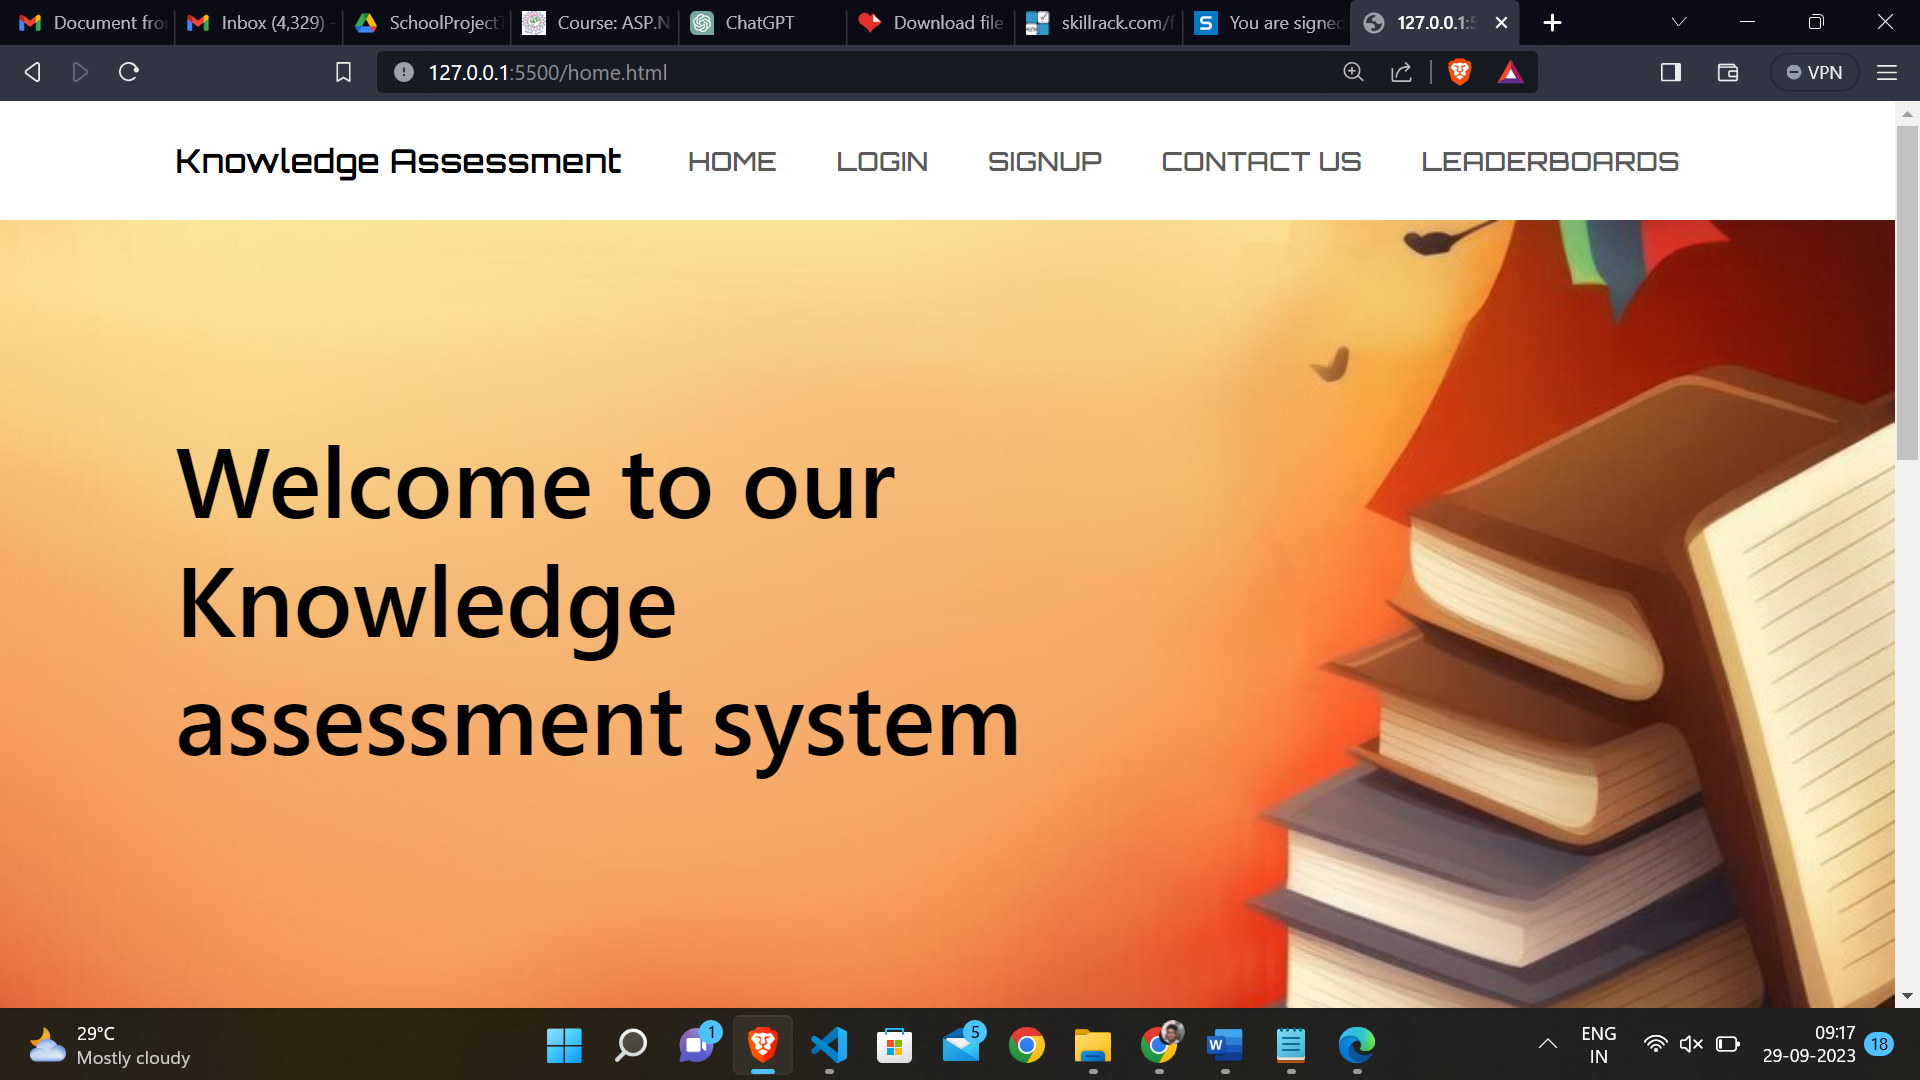 Document fro
Inbox (4,329)
SchoolProject
Course: ASP.N
ChatGPT
Download file
skillrack.com/f
You are signed
127.0.0.1:5
127.0.0.1:5500/home.html
VPN
Knowledge Assessment
HOME
LOGIN
SIGNUP
CONTACT US
LEADERBOARDS
Welcome to our
Knowledge
assessment system
29°C
Mostly cloudy
1
5
ENG
IN
09:17
29-09-2023
18